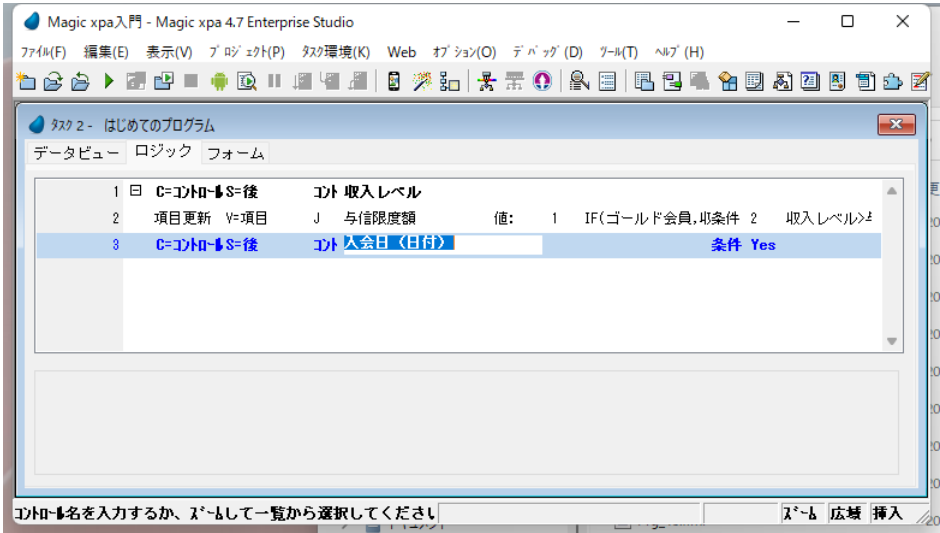 Magic xpa入門 - Magic xpa 4.7 Enterprise Studio
ファイル(F) 編集(E) 表示(V) プロジェクト(P) タスク環境(K) Web オプション(O) デバッグ(D) ツール(T) ヘルプ(H)
タスク 2 - はじめてのプログラム
データビュー ロジック フォーム
1 C=コントロール S=後 コント 収入レベル
2 項目更新 V=項目 J 与信限度額 値: 1 IF(ゴールド会員,収 条件 2 収入レベル>
3 C=コントロール S=後 コント 入会日(日付) 条件 Yes
コントロール名を入力するか、ズームして一覧から選択してください ズーム 広域 挿入